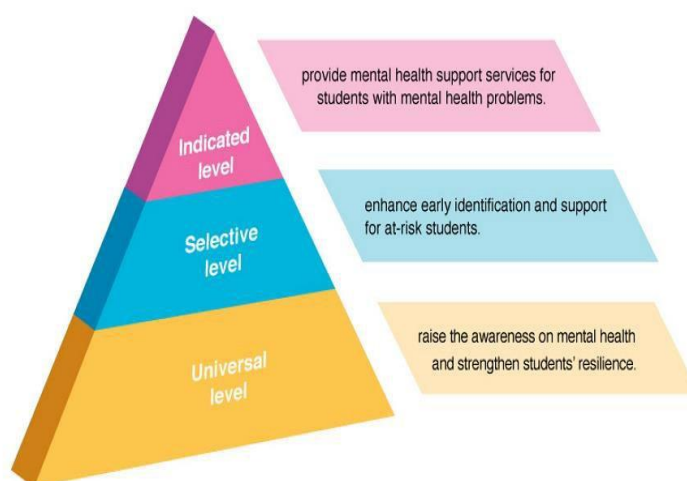 provide mental health support services for
students with mental health problems.
Indicated
level
enhance early identification and support
for at-risk students.
Selective
level
raise the awareness on mental health
and strengthen students' resilience.
Universal
level